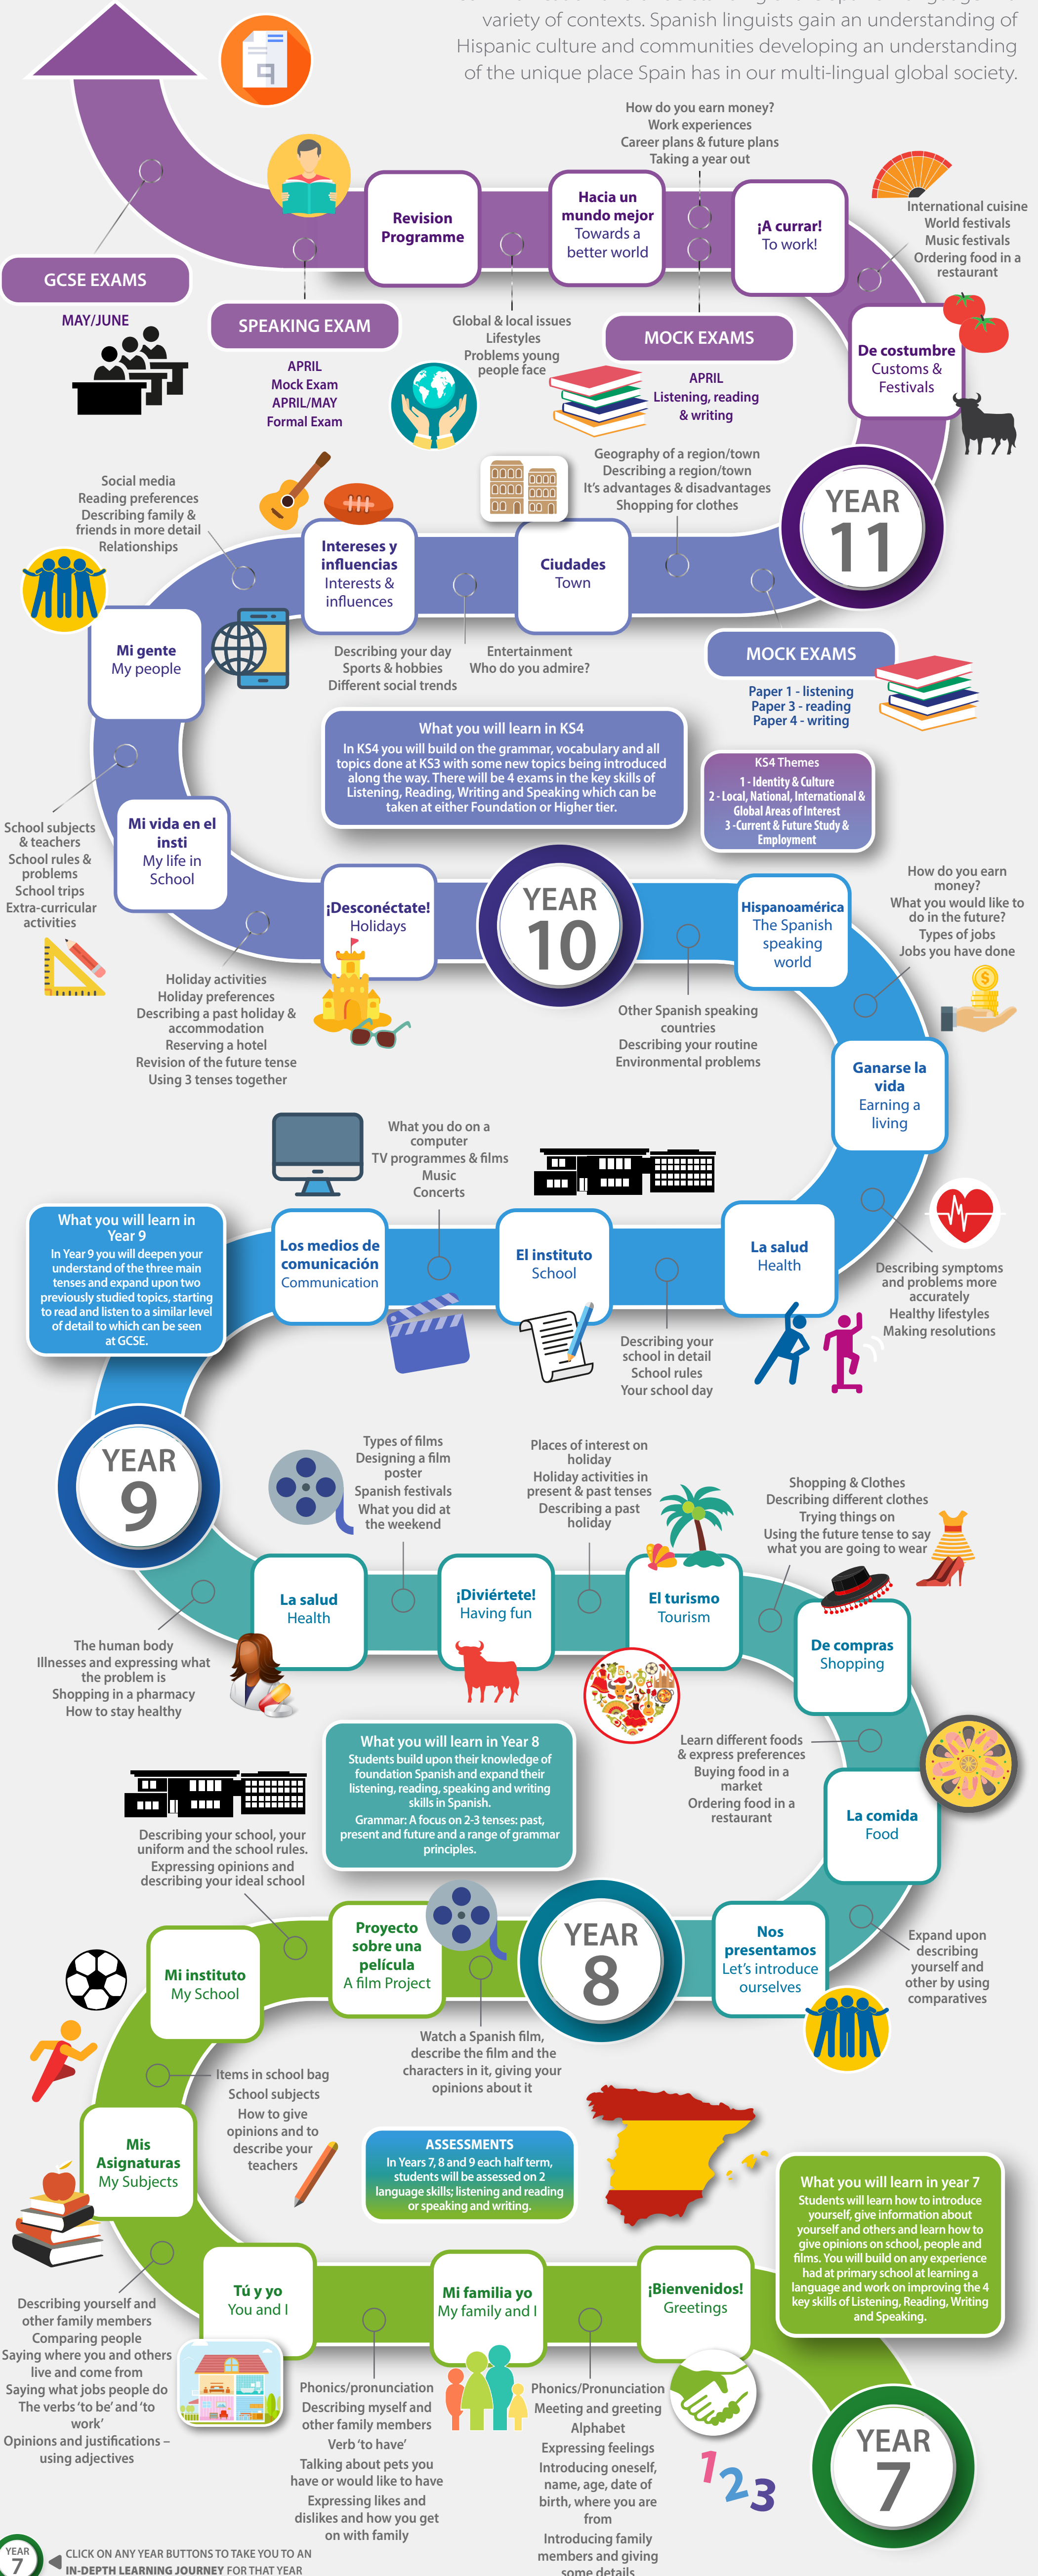 variety of contexts. Spanish linguists gain an understanding of
Hispanic culture and communities developing an understanding
of the unique place Spain has in our multi-lingual global society.
How do you earn money?
Work experiences
Career plans & future plans
Taking a year out
Revision
Programme
Hacia un
mundo mejor
Towards a
better world
¡A currar!
To work!
International cuisine
World festivals
Music festivals
Ordering food in a
restaurant
GCSE EXAMS
MAY/JUNE
SPEAKING EXAM
APRIL
Mock Exam
APRIL/MAY
Formal Exam
Global & local issues
Lifestyles
Problems young
people face
MOCK EXAMS
APRIL
Listening, reading
& writing
De costumbre
Customs &
Festivals
YEAR
11
Social media
Reading preferences
Describing family &
friends in more detail
Relationships
Intereses y
influencias
Interests &
influences
Ciudades
Town
Geography of a region/town
Describing a region/town
It's advantages & disadvantages
Shopping for clothes
Mi gente
My people
Describing your day
Sports & hobbies
Different social trends
Entertainment
Who do you admire?
MOCK EXAMS
Paper 1 - listening
Paper 3 - reading
Paper 4 - writing
What you will learn in KS4
In KS4 you will build on the grammar, vocabulary and all
topics done at KS3 with some new topics being introduced
along the way. There will be 4 exams in the key skills of
Listening, Reading, Writing and Speaking which can be
taken at either Foundation or Higher tier.
KS4 Themes
1 - Identity & Culture
2 - Local, National, International &
Global Areas of Interest
3 -Current & Future Study &
Employment
School subjects
& teachers
School rules &
problems
School trips
Extra-curricular
activities
Mi vida en el
insti
My life in
School
¡Desconéctate!
Holidays
YEAR
10
Hispanoamérica
The Spanish
speaking
world
How do you earn
money?
What you would like to
do in the future?
Types of jobs
Jobs you have done
Holiday activities
Holiday preferences
Describing a past holiday &
accommodation
Reserving a hotel
Revision of the future tense
Using 3 tenses together
Other Spanish speaking
countries
Describing your routine
Environmental problems
Ganarse la
vida
Earning a
living
What you do on a
computer
TV programmes & films
Music
Concerts
What you will learn in
Year 9
In Year 9 you will deepen your
understand of the three main
tenses and expand upon two
previously studied topics, starting
to read and listen to a similar level
of detail to which can be seen
at GCSE.
Los medios de
comunicación
Communication
El instituto
School
La salud
Health
Describing symptoms
and problems more
accurately
Healthy lifestyles
Making resolutions
Describing your
school in detail
School rules
Your school day
YEAR
9
Types of films
Designing a film
poster
Spanish festivals
What you did at
the weekend
Places of interest on
holiday
Holiday activities in
present & past tenses
Describing a past
holiday
Shopping & Clothes
Describing different clothes
Trying things on
Using the future tense to say
what you are going to wear
La salud
Health
¡Diviértete!
Having fun
El turismo
Tourism
De compras
Shopping
The human body
Illnesses and expressing what
the problem is
Shopping in a pharmacy
How to stay healthy
What you will learn in Year 8
Students build upon their knowledge of
foundation Spanish and expand their
listening, reading, speaking and writing
skills in Spanish.
Grammar: A focus on 2-3 tenses: past,
present and future and a range of grammar
principles.
Learn different foods
& express preferences
Buying food in a
market
Ordering food in a
restaurant
La comida
Food
Describing your school, your
uniform and the school rules.
Expressing opinions and
describing your ideal school
Mi instituto
My School
Proyecto
sobre una
película
A film Project
YEAR
8
Nos
presentamos
Let's introduce
ourselves
Expand upon
describing
yourself and
other by using
comparatives
Watch a Spanish film,
describe the film and the
characters in it, giving your
opinions about it
Items in school bag
School subjects
How to give
opinions and to
describe your
teachers
Mis
Asignaturas
My Subjects
ASSESSMENTS
In Years 7, 8 and 9 each half term,
students will be assessed on 2
language skills; listening and reading
or speaking and writing.
What you will learn in year 7
Students will learn how to introduce
yourself, give information about
yourself and others and learn how to
give opinions on school, people and
films. You will build on any experience
had at primary school at learning a
language and work on improving the 4
key skills of Listening, Reading, Writing
and Speaking.
Tú y yo
You and I
Mi familia yo
My family and I
¡Bienvenidos!
Greetings
Describing yourself and
other family members
Comparing people
Saying where you and others
live and come from
Saying what jobs people do
The verbs 'to be' and 'to
work'
Opinions and justifications –
using adjectives
Phonics/pronunciation
Describing myself and
other family members
Verb 'to have'
Talking about pets you
have or would like to have
Expressing likes and
dislikes and how you get
on with family
Phonics/Pronunciation
Meeting and greeting
Alphabet
Expressing feelings
Introducing oneself,
name, age, date of
birth, where you are
from
Introducing family
members and giving
some details
1 2 3
YEAR
7
YEAR
7
CLICK ON ANY YEAR BUTTONS TO TAKE YOU TO AN
IN-DEPTH LEARNING JOURNEY FOR THAT YEAR